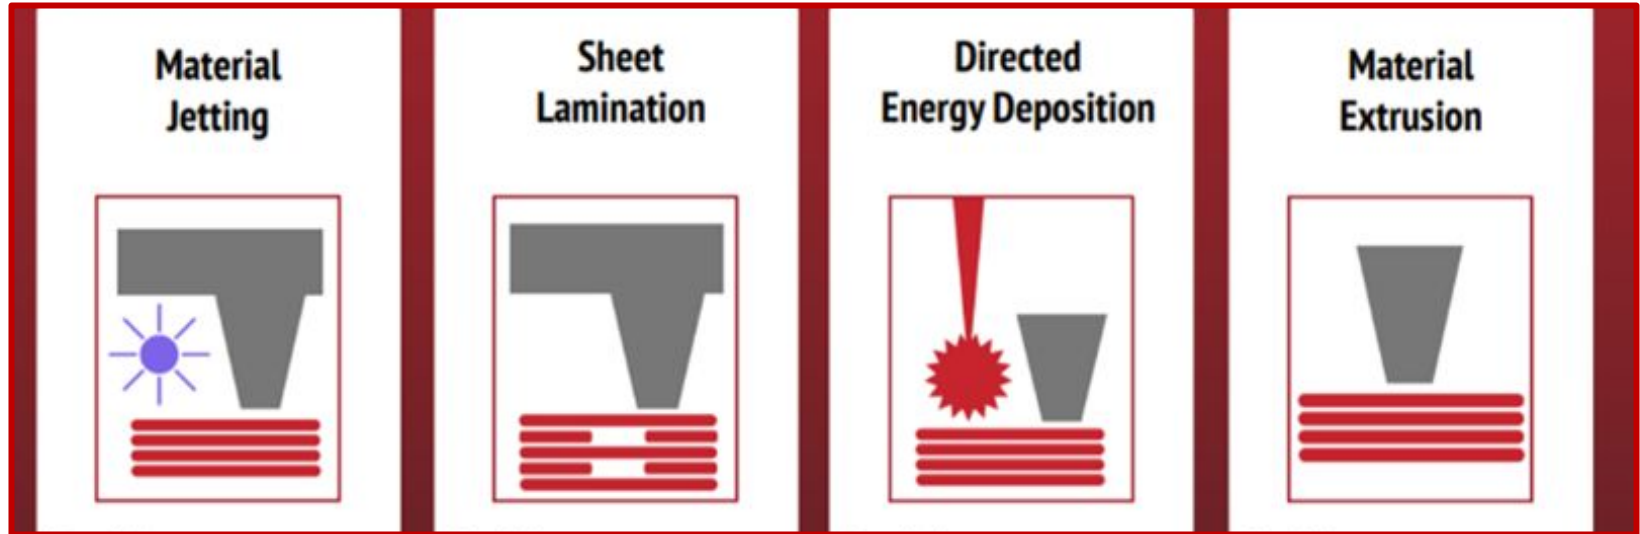 Material
Jetting
Sheet
Lamination
Directed
Energy Deposition
Material
Extrusion